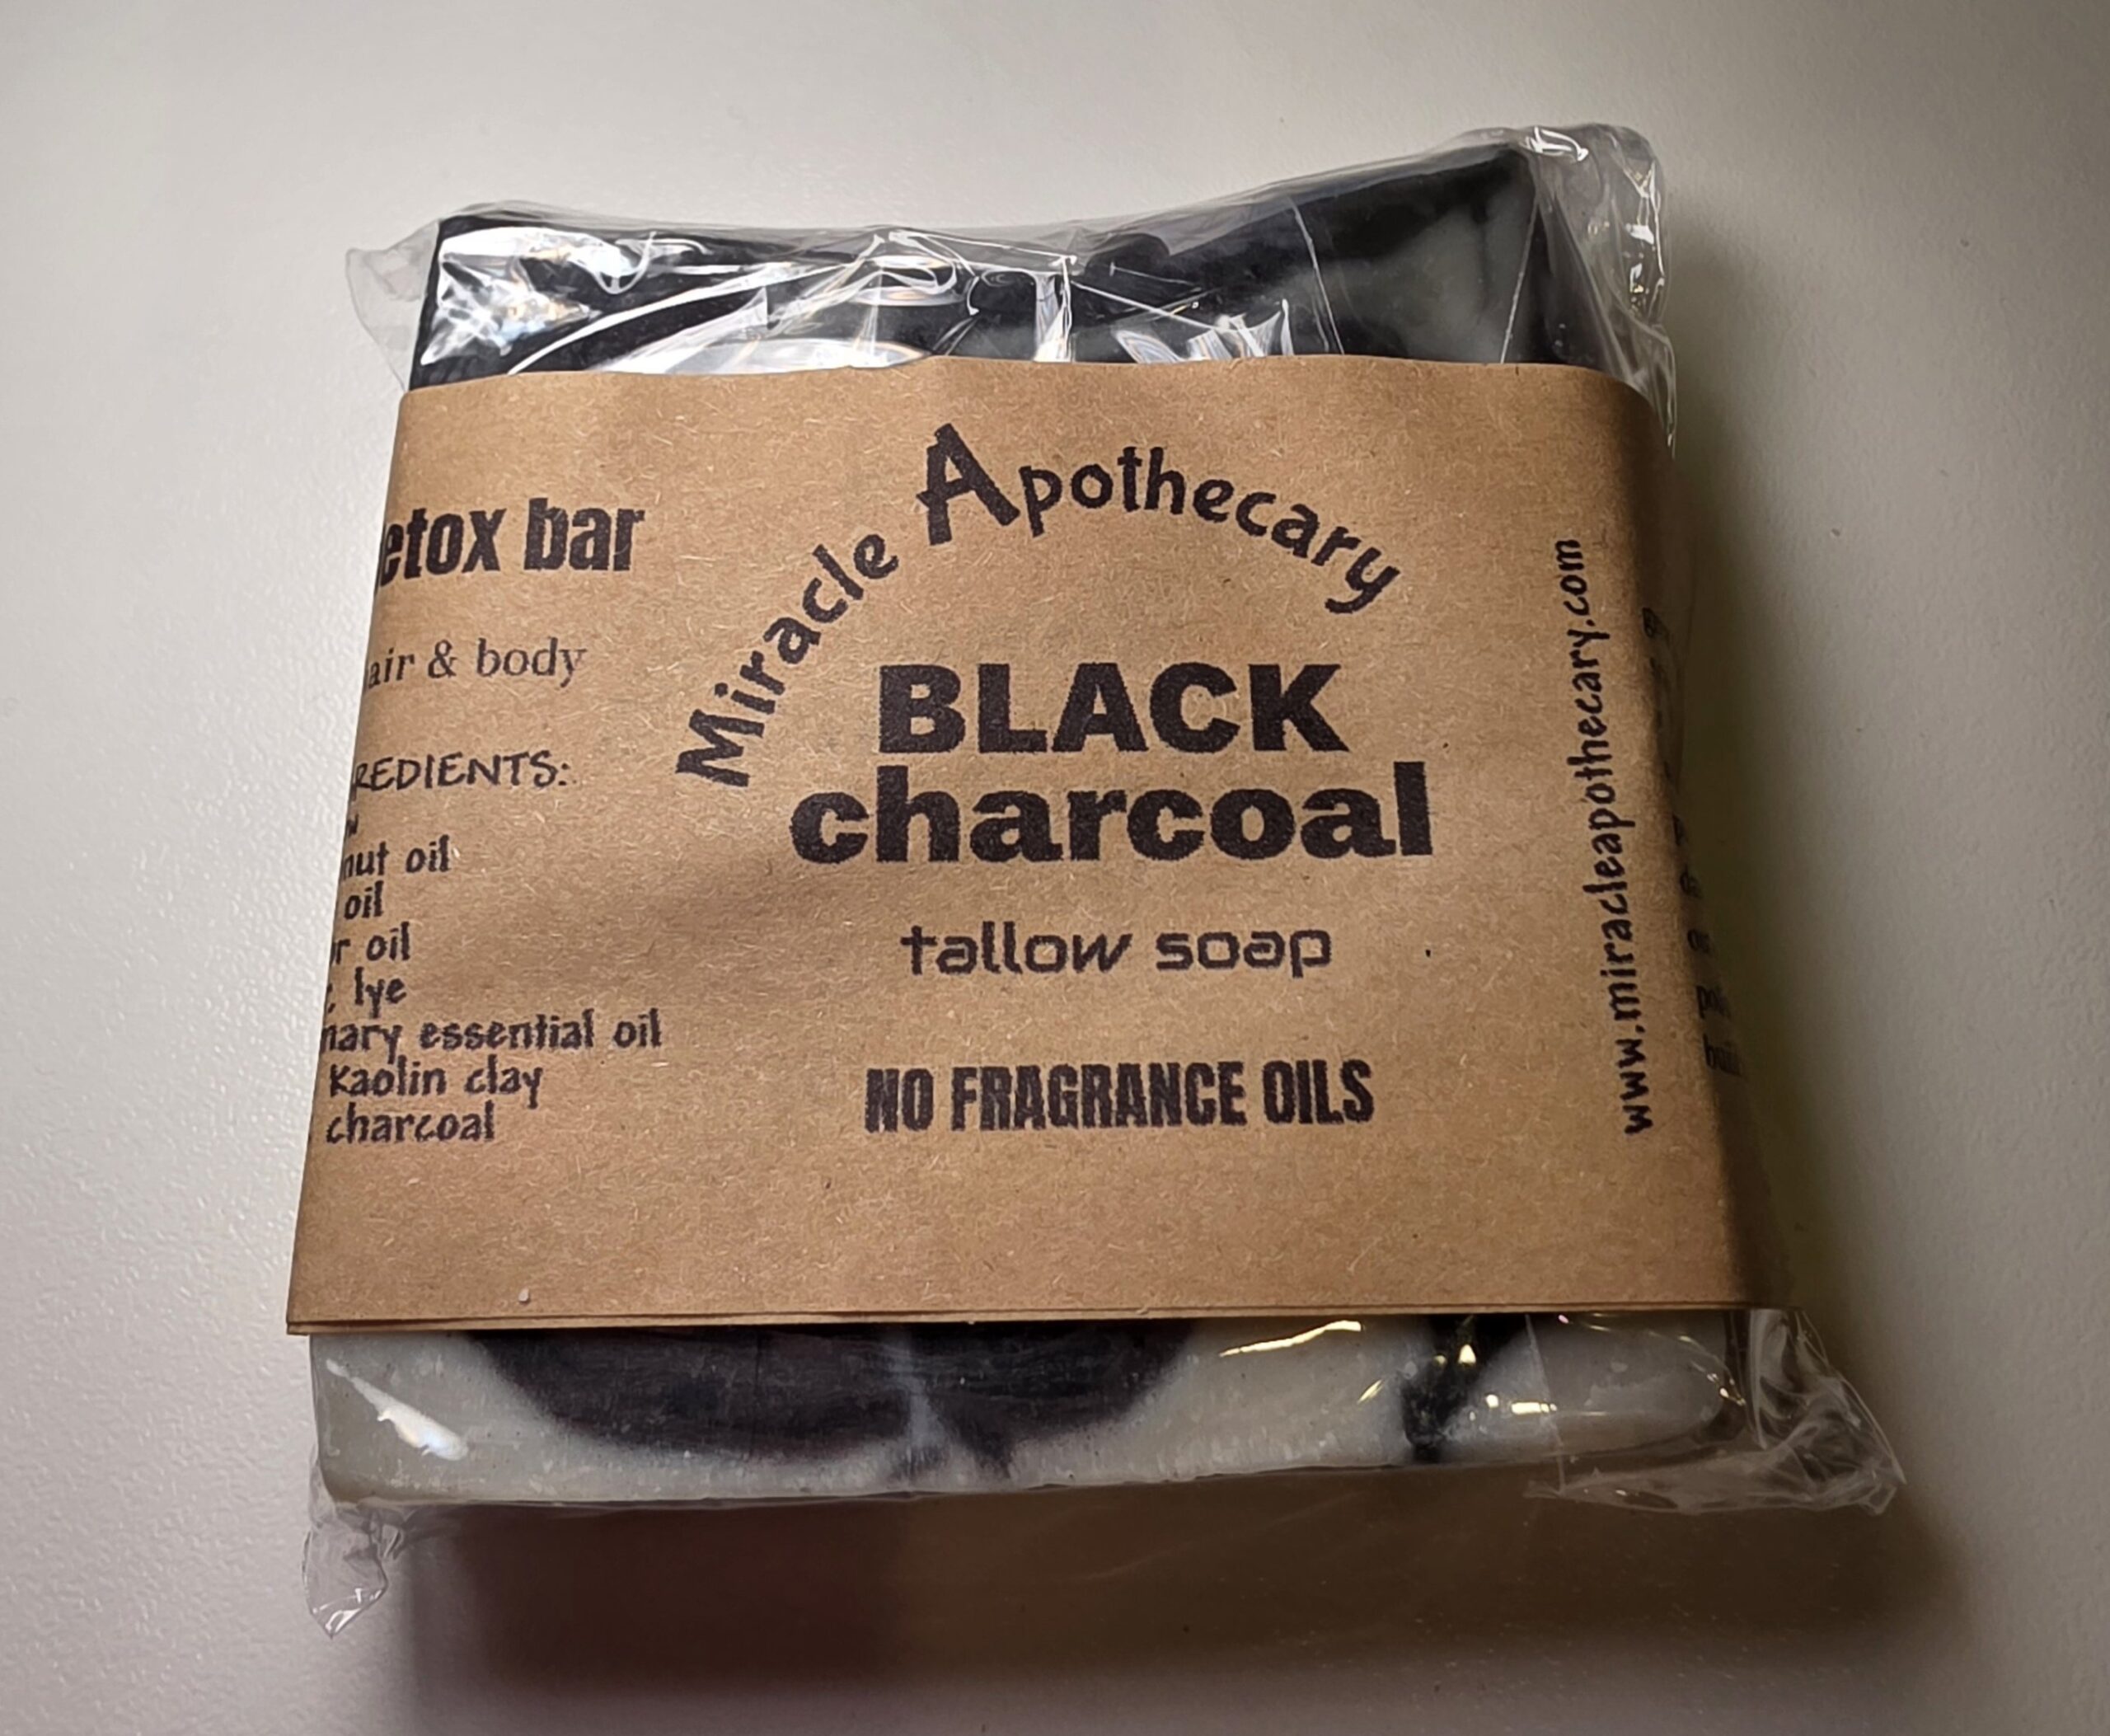 etox bar
air & body
REDIENTS:
nut oil
oil
r oil
lye
mary essential oil
Kaolin clay
charcoal
Miracle Apothecary
BLACK
charcoal
tallow soap
NO FRAGRANCE OILS
www.miracleapothecary.com